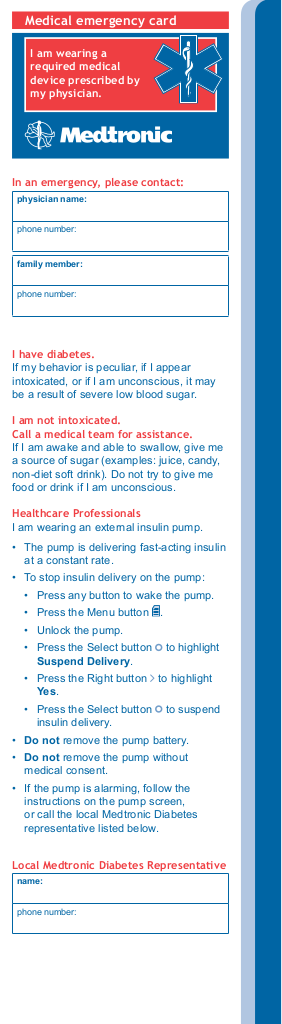 Medical emergency card
I am wearing a
required medical
device prescribed by
my physician.
Medtronic
In an emergency, please contact:
physician name:
phone number:
family member:
phone number:
I have diabetes.
If my behavior is peculiar, if I appear
intoxicated, or if I am unconscious, it may
be a result of severe low blood sugar.
I am not intoxicated.
Call a medical team for assistance.
If I am awake and able to swallow, give me
a source of sugar (examples: juice, candy,
non-diet soft drink). Do not try to give me
food or drink if I am unconscious.
Healthcare Professionals
I am wearing an external insulin pump.
• The pump is delivering fast-acting insulin
at a constant rate.
• To stop insulin delivery on the pump:
• Press any button to wake the pump.
• Press the Menu button.
• Unlock the pump.
• Press the Select button to highlight
Suspend Delivery.
• Press the Right button > to highlight
Yes.
• Press the Select button to suspend
insulin delivery.
• Do not remove the pump battery.
• Do not remove the pump without
medical consent.
• If the pump is alarming, follow the
instructions on the pump screen,
or call the local Medtronic Diabetes
representative listed below.
Local Medtronic Diabetes Representative
name:
phone number: